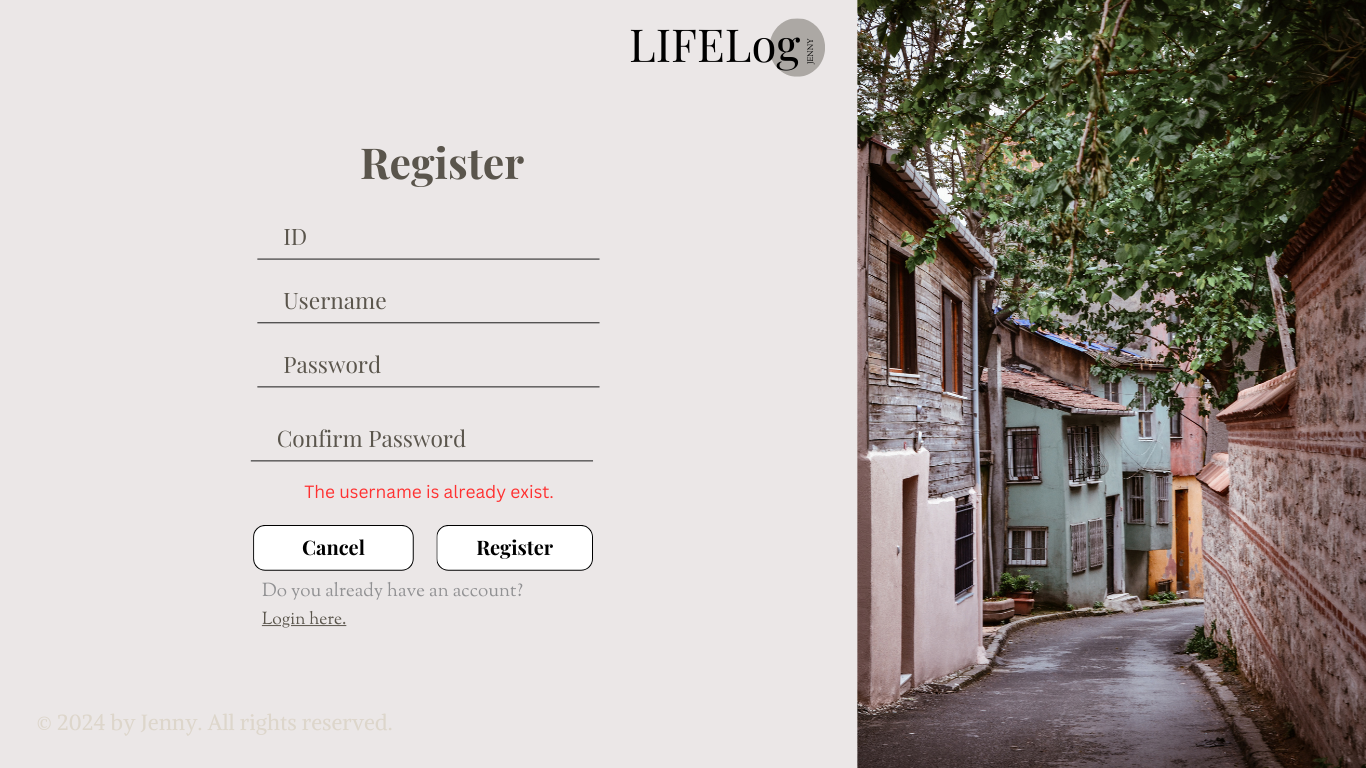 LIFELog
JENNY
Register
ID
Username
Password
Confirm Password
The username is already exist.
Cancel
Register
Do you already have an account?
Login here.
© 2024 by Jenny. All rights reserved.